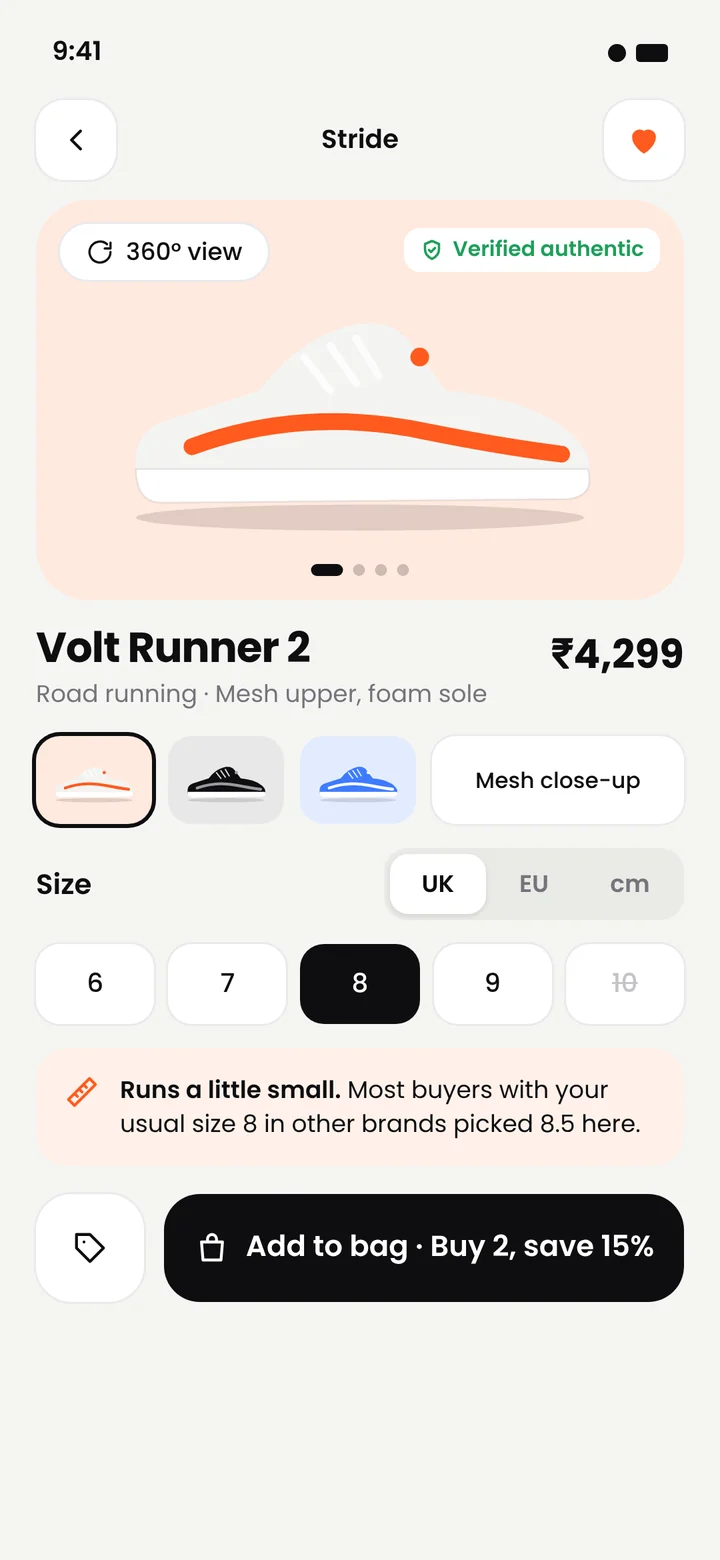 9:41
Stride
360° view
Verified authentic
Volt Runner 2
₹4,299
Road running · Mesh upper, foam sole
Mesh close-up
Size
UK
EU
cm
6
7
8
9
10
Runs a little small. Most buyers with your
usual size 8 in other brands picked 8.5 here.
Add to bag · Buy 2, save 15%